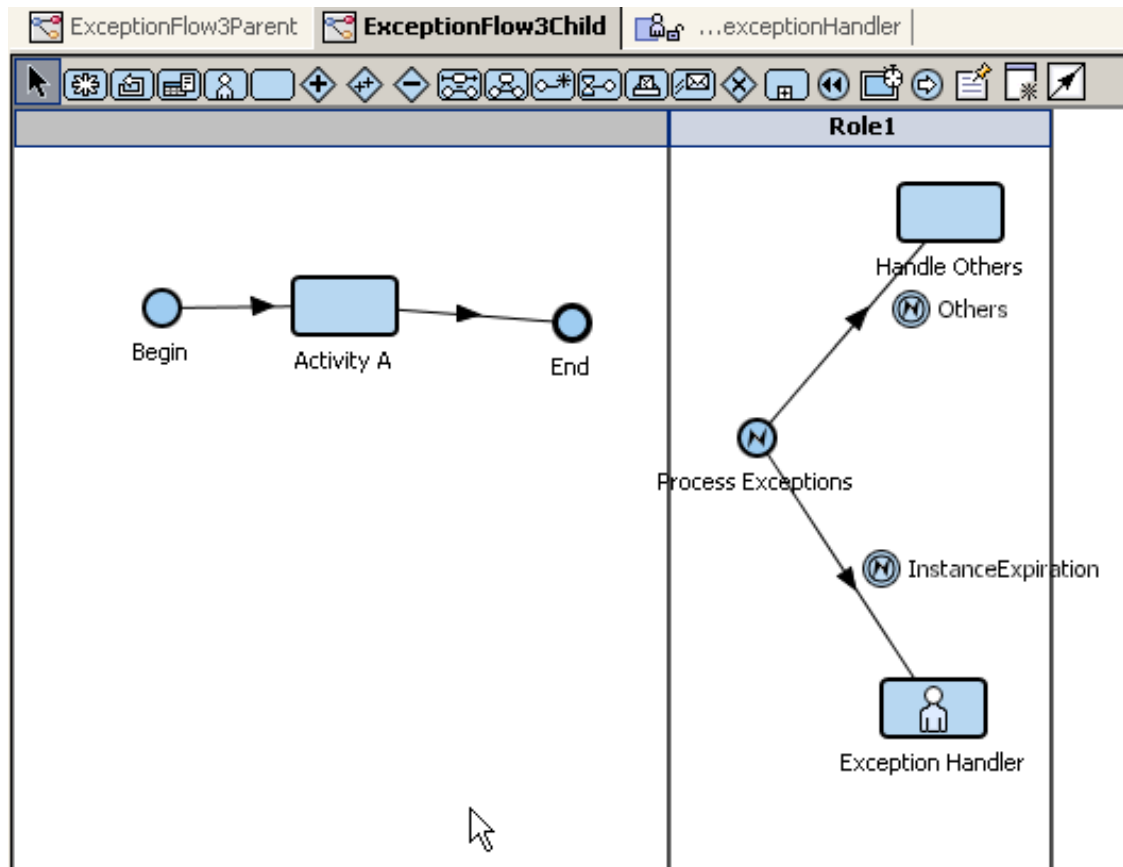 ExceptionFlow3Parent
ExceptionFlow3Child
...exceptionHandler
Role1
Handle Others
Others
Begin
Activity A
End
Process Exceptions
InstanceExpiration
Exception Handler